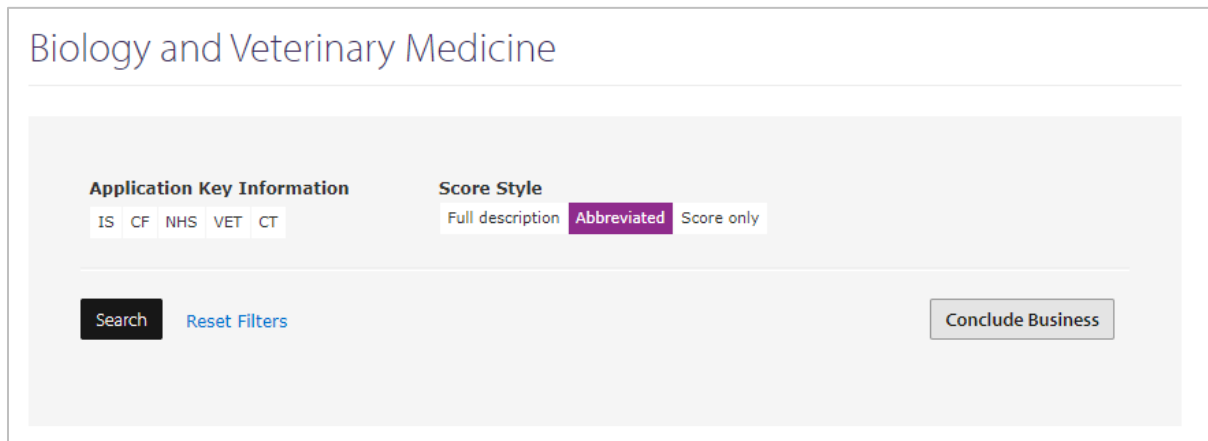 Biology and Veterinary Medicine
Application Key Information
IS CF NHS VET CT
Score Style
Full description Abbreviated Score only
Search Reset Filters Conclude Business